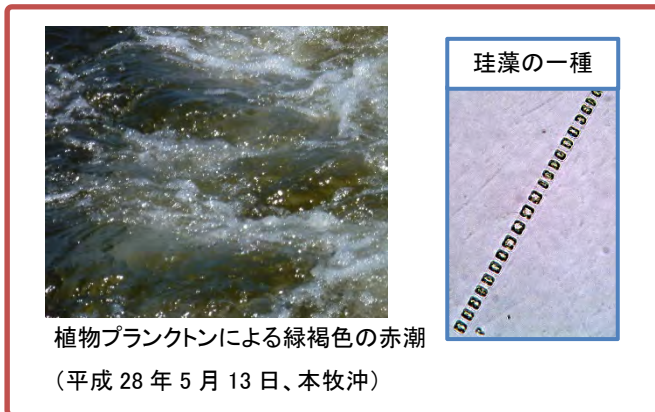 珪藻の一種
植物プランクトンによる緑褐色の赤潮
（平成 28 年 5 月 13 日、本牧沖）